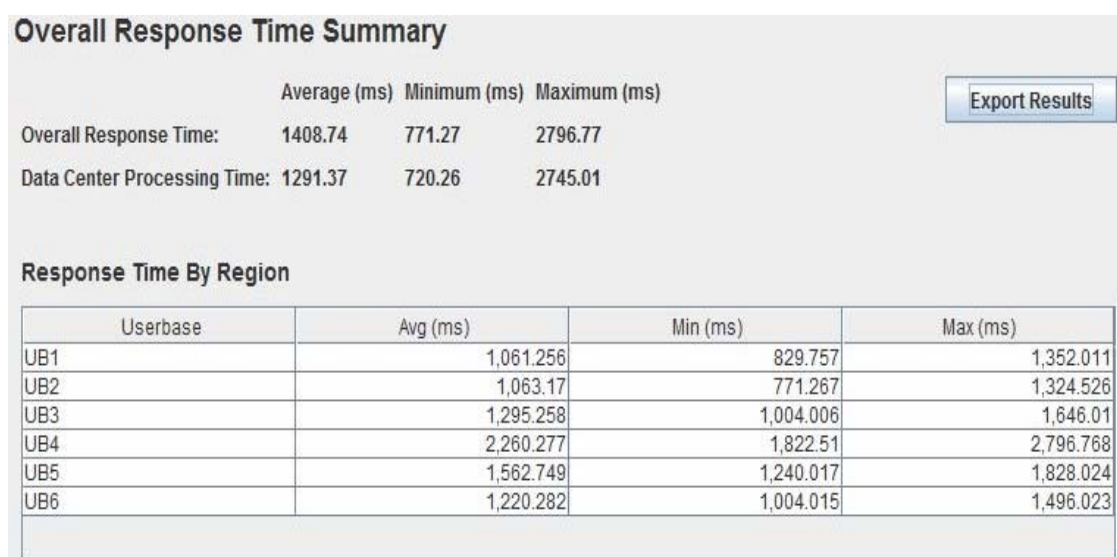 Overall Response Time Summary
Average (ms) Minimum (ms) Maximum (ms)
Export Results
Overall Response Time: 1408.74 771.27 2796.77
Data Center Processing Time: 1291.37 720.26 2745.01
Response Time By Region
Userbase Avg (ms) Min (ms) Max (ms)
UB1 1,061.256 829.757 1,352.011
UB2 1,063.17 771.267 1,324.526
UB3 1,295.258 1,004.006 1,646.01
UB4 2,260.277 1,822.51 2,796.768
UB5 1,562.749 1,240.017 1,828.024
UB6 1,220.282 1,004.015 1,496.023